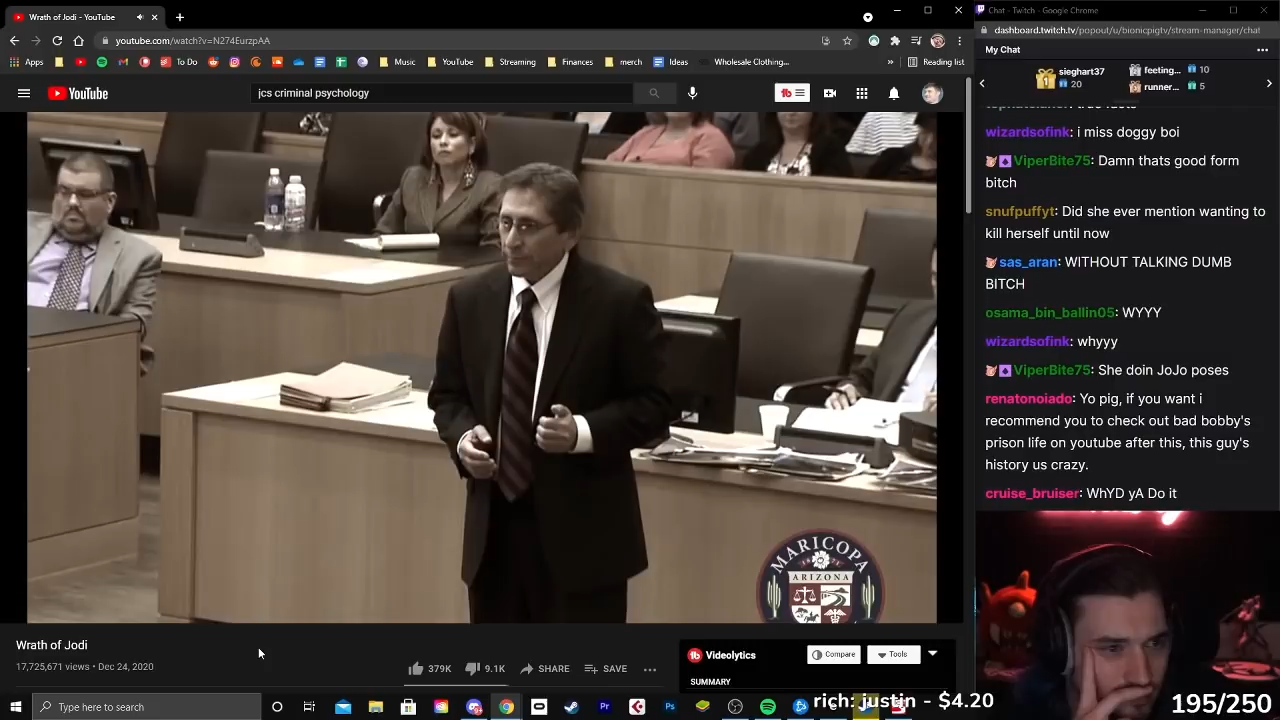 Wrath of Jodi - YouTube
Chat - Twitch - Google Chrome
youtube.com/watch?v=N274EurzpAA
dashboard.twitch.tv/popout/u/bionicpigtv/stream-manager/chat
Apps
To Do
Music
YouTube
Streaming
Finances
merch
Ideas
Wholesale Clothing...
Reading list
My Chat
YouTube
jcs criminal psychology
sieghart37
20
feeting...
10
runner...
5
wizardsofink: i miss doggy boi
ViperBite75: Damn thats good form
bitch
snufpuffyt: Did she ever mention wanting to
kill herself until now
sas_aran: WITHOUT TALKING DUMB
BITCH
osama_bin_ballin05: WYYY
wizardsofink: whyyy
ViperBite75: She doin JoJo poses
renatonoiado: Yo pig, if you want i
recommend you to check out bad bobby's
prison life on youtube after this, this guy's
history us crazy.
cruise_bruiser: WhYD yA Do it
MARICOPA
ARIZONA
Wrath of Jodi
17,725,671 views • Dec 24, 2020
379K
9.1K
SHARE
SAVE
Videolytics
Compare
Tools
SUMMARY
Type here to search
rich: justin - $4.20
195/250